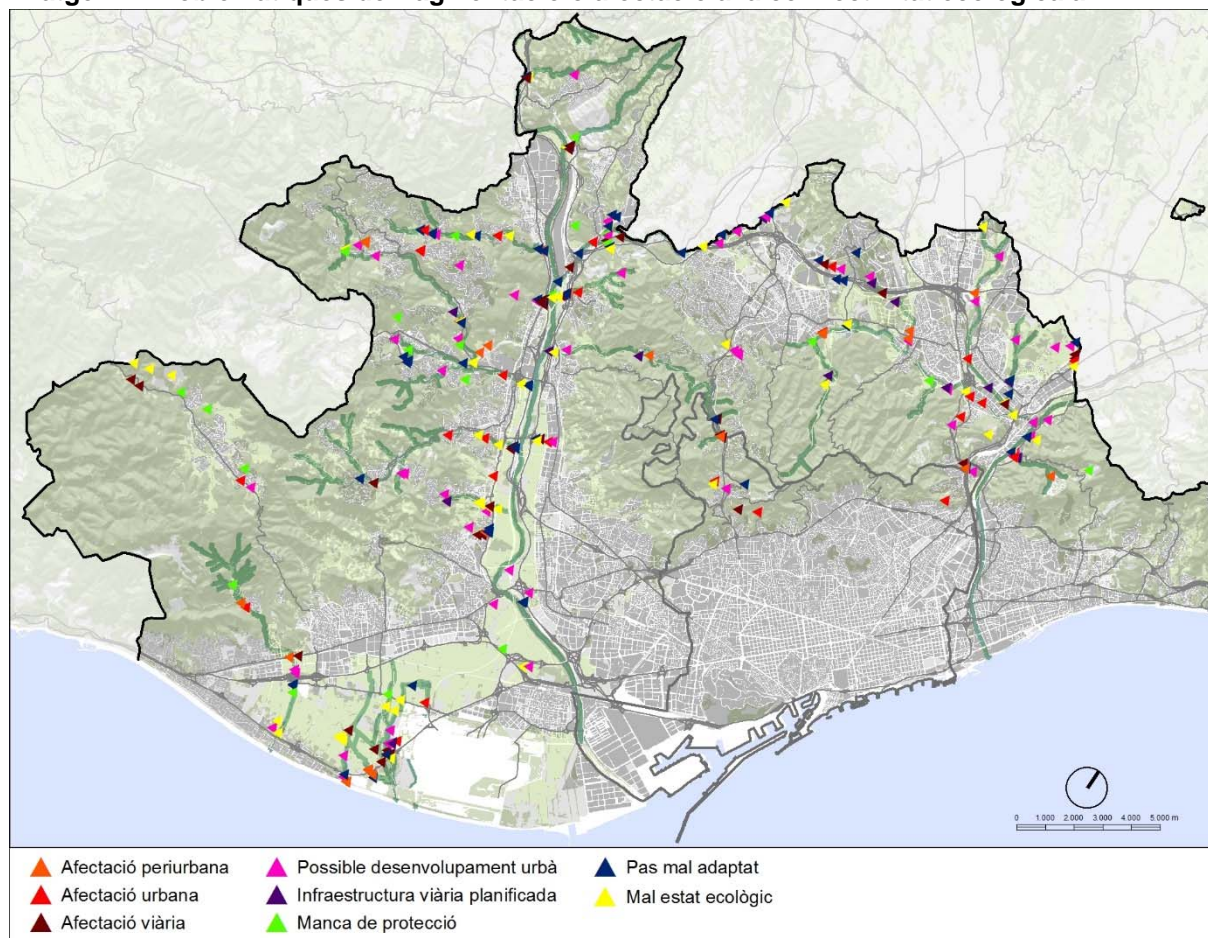 0 1.000 2.000 3.000 4.000 5.000 m
Afectació periurbana
Afectació urbana
Afectació viària
Possible desenvolupament urbà
Infraestructura viària planificada
Manca de protecció
Pas mal adaptat
Mal estat ecològic